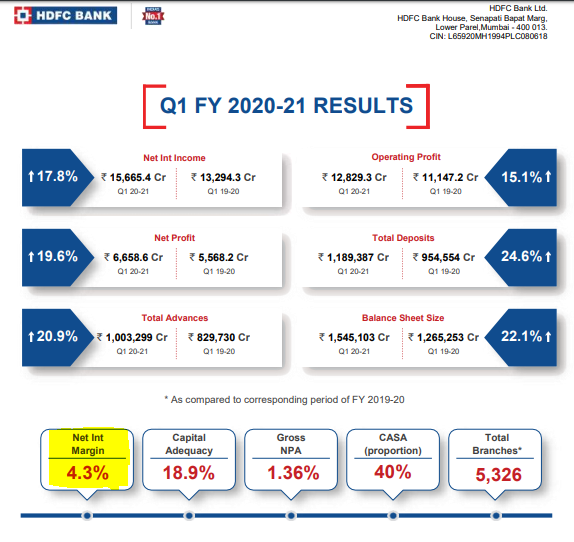 HDFC BANK
INDIA'S
No.1
BANK
HDFC Bank Ltd.
HDFC Bank House, Senapati Bapat Marg,
Lower Parel,Mumbai - 400 013.
CIN: L65920MH1994PLC080618
Q1 FY 2020-21 RESULTS
Net Int Income
↑17.8%
₹ 15,665.4 Cr ₹ 13,294.3 Cr
Q1 20-21 Q1 19-20
Operating Profit
₹ 12,829.3 Cr ₹ 11,147.2 Cr
15.1%↑
Q1 20-21 Q1 19-20
Net Profit
↑19.6%
₹ 6,658.6 Cr ₹ 5,568.2 Cr
Q1 20-21 Q1 19-20
Total Deposits
₹ 1,189,387 Cr ₹ 954,554 Cr
24.6%↑
Q1 20-21 Q1 19-20
Total Advances
↑20.9%
₹ 1,003,299 Cr ₹ 829,730 Cr
Q1 20-21 Q1 19-20
Balance Sheet Size
₹ 1,545,103 Cr ₹ 1,265,253 Cr
22.1%↑
Q1 20-21 Q1 19-20
* As compared to corresponding period of FY 2019-20
Net Int
Margin
4.3%
Capital
Adequacy
18.9%
Gross
NPA
1.36%
CASA
(proportion)
40%
Total
Branches*
5,326